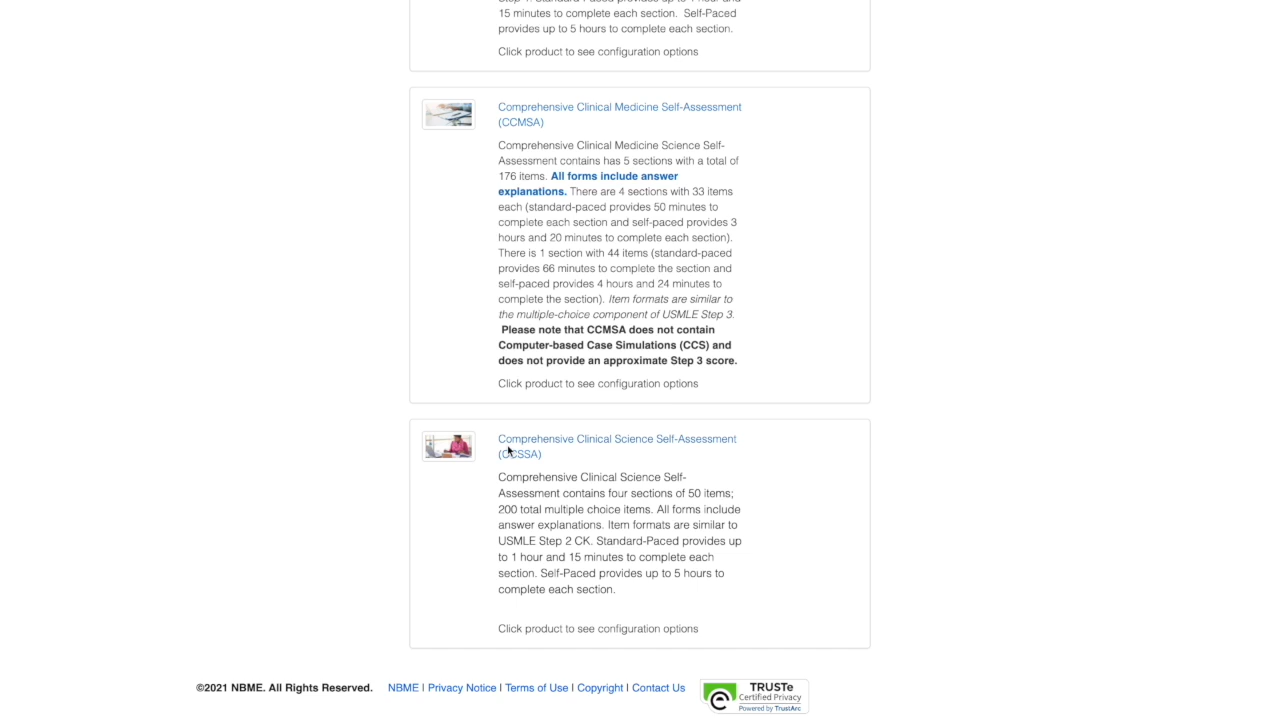 15 minutes to complete each section. Self-Paced
provides up to 5 hours to complete each section.
Click product to see configuration options
Comprehensive Clinical Medicine Self-Assessment
(CCMSA)
Comprehensive Clinical Medicine Science Self-
Assessment contains has 5 sections with a total of
176 items. All forms include answer
explanations. There are 4 sections with 33 items
each (standard-paced provides 50 minutes to
complete each section and self-paced provides 3
hours and 20 minutes to complete each section).
There is 1 section with 44 items (standard-paced
provides 66 minutes to complete the section and
self-paced provides 4 hours and 24 minutes to
complete the section). Item formats are similar to
the multiple-choice component of USMLE Step 3.
Please note that CCMSA does not contain
Computer-based Case Simulations (CCS) and
does not provide an approximate Step 3 score.
Click product to see configuration options
Comprehensive Clinical Science Self-Assessment
(CCSSA)
Comprehensive Clinical Science Self-
Assessment contains four sections of 50 items;
200 total multiple choice items. All forms include
answer explanations. Item formats are similar to
USMLE Step 2 CK. Standard-Paced provides up
to 1 hour and 15 minutes to complete each
section. Self-Paced provides up to 5 hours to
complete each section.
Click product to see configuration options
©2021 NBME. All Rights Reserved. NBME | Privacy Notice | Terms of Use | Copyright | Contact Us
TRUSTe
Certified Privacy
Powered by TrustArc